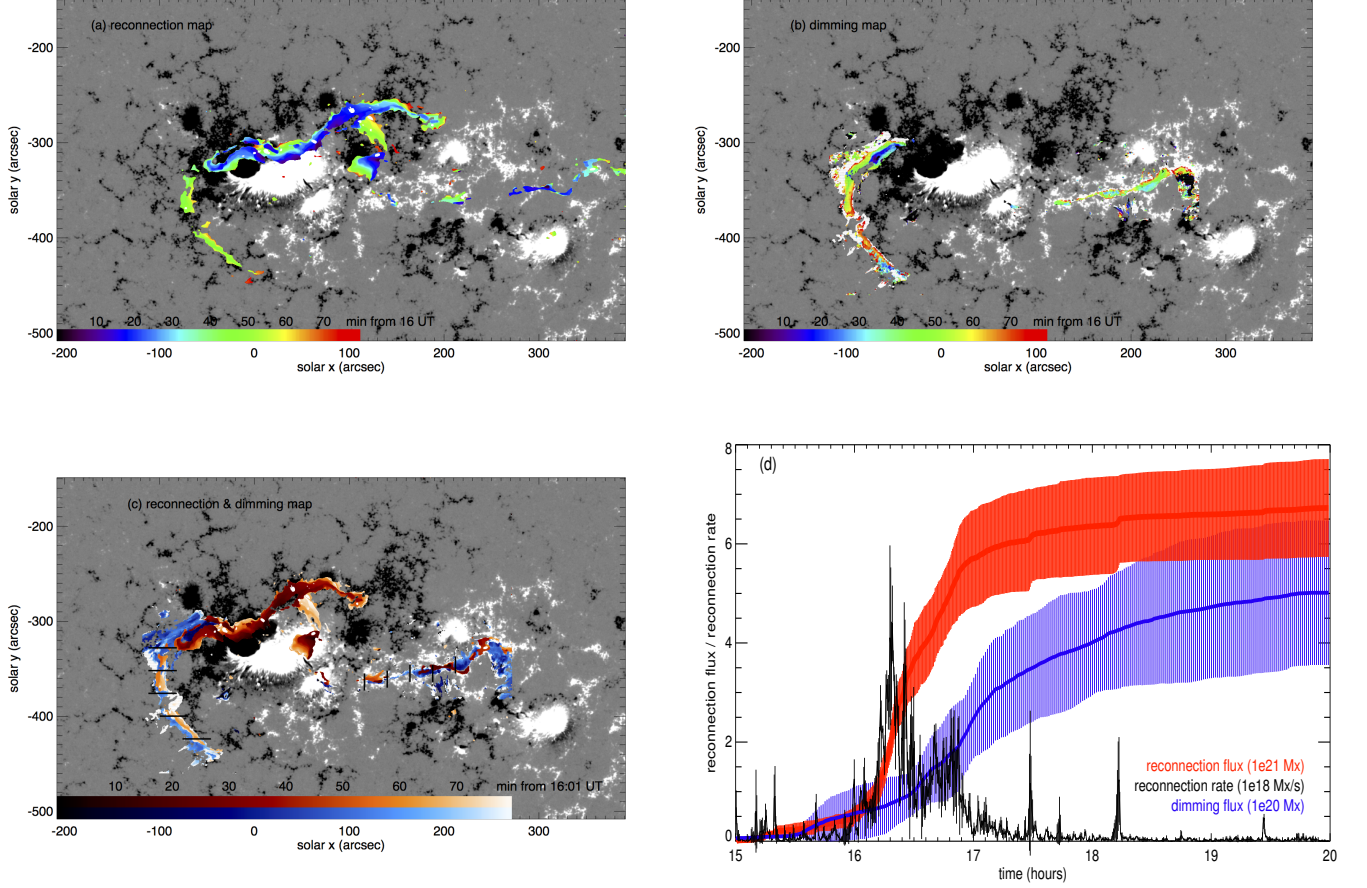 (a) reconnection map
-200
-300
-400
-500
solar y (arcsec)
10 20 30 40 50 60 70 min from 16 UT
-200 -100 0 100 200 300
solar x (arcsec)
(b) dimming map
-200
-300
-400
-500
solar y (arcsec)
10 20 30 40 50 60 70 min from 16 UT
-200 -100 0 100 200 300
solar x (arcsec)
(c) reconnection & dimming map
-200
-300
-400
-500
solar y (arcsec)
10 20 30 40 50 60 70 min from 16:01 UT
-200 -100 0 100 200 300
solar x (arcsec)
(d)
8
6
4
2
0
reconnection flux / reconnection rate
reconnection flux (1e21 Mx)
reconnection rate (1e18 Mx/s)
dimming flux (1e20 Mx)
15 16 17 18 19 20
time (hours)